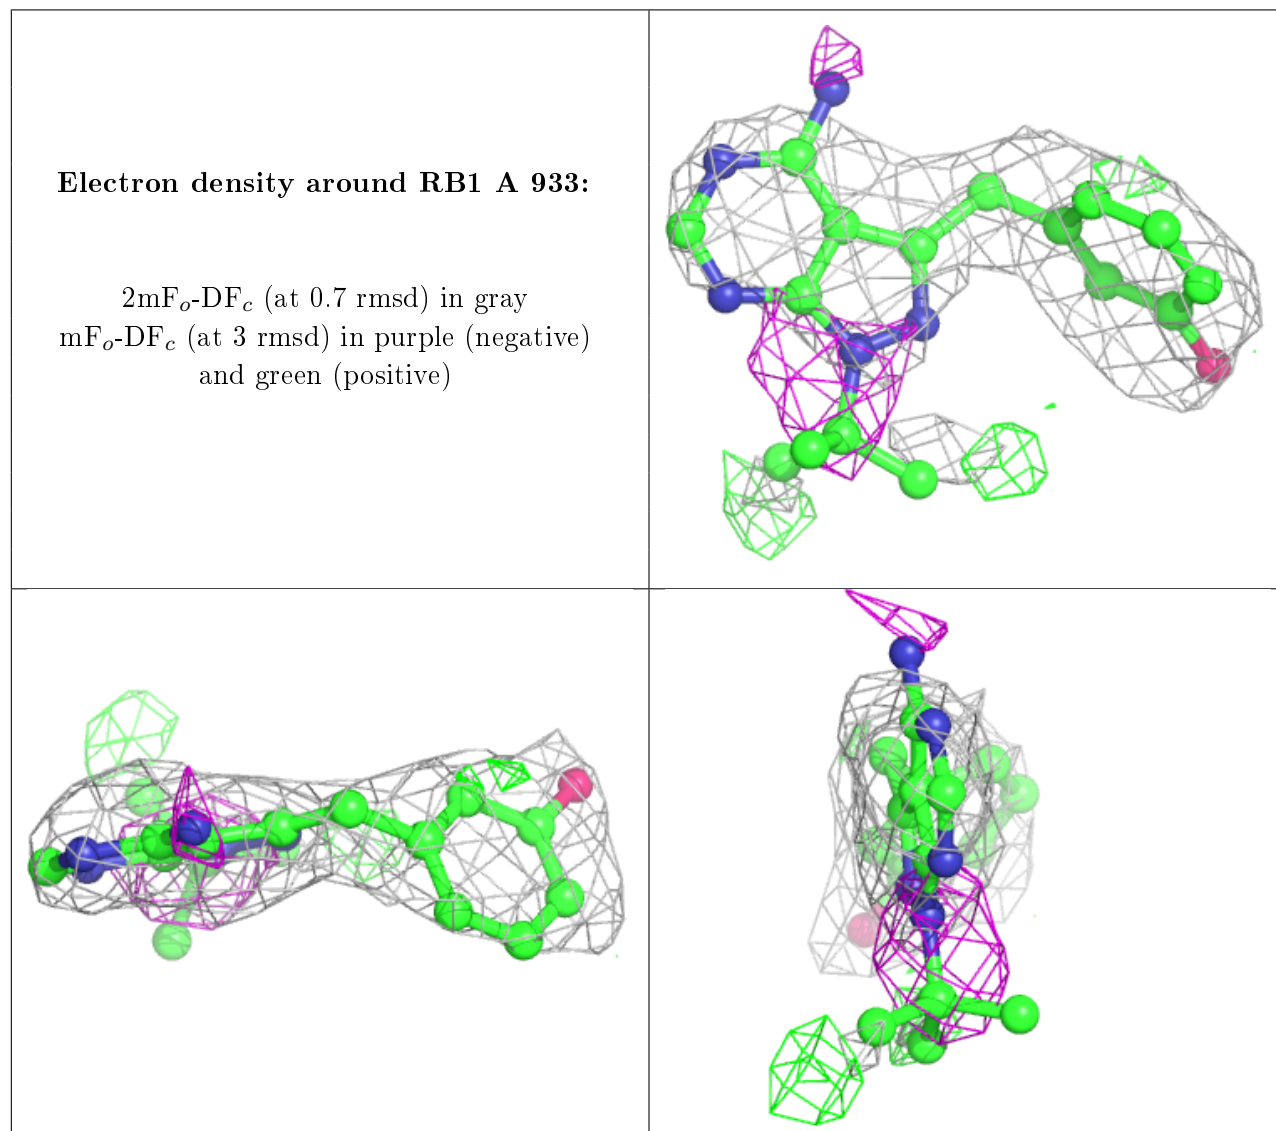 Electron density around RB1 A 933:
2mFo-DFc (at 0.7 rmsd) in gray
mFo-DFc (at 3 rmsd) in purple (negative)
and green (positive)